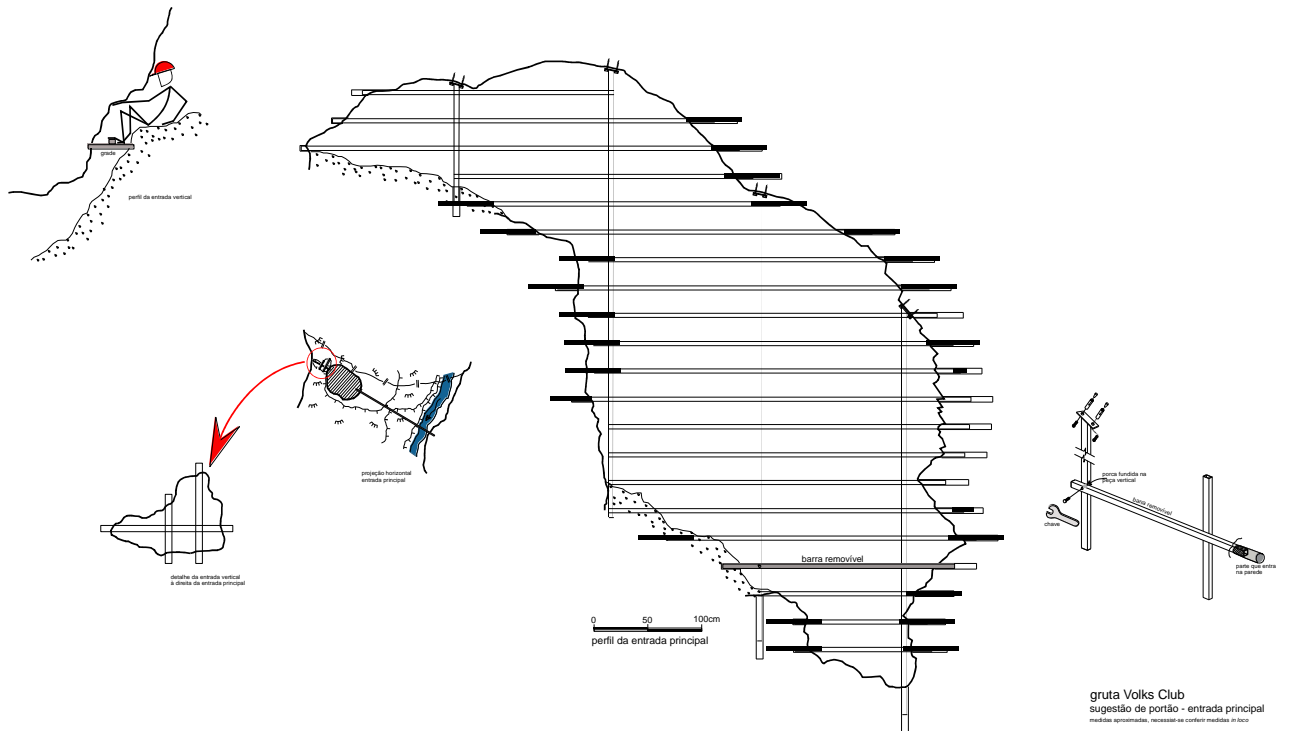 grade
perfil da entrada vertical
projeção horizontal
entrada principal
detalhe da entrada vertical
à direita da entrada principal
barra removível
0 50 100cm
perfil da entrada principal
porca fundida na
peça vertical
barra removível
chave
parte que entra
na parede
gruta Volks Club
sugestão de portão - entrada principal
medidas aproximadas, necessist-se conferir medidas in loco